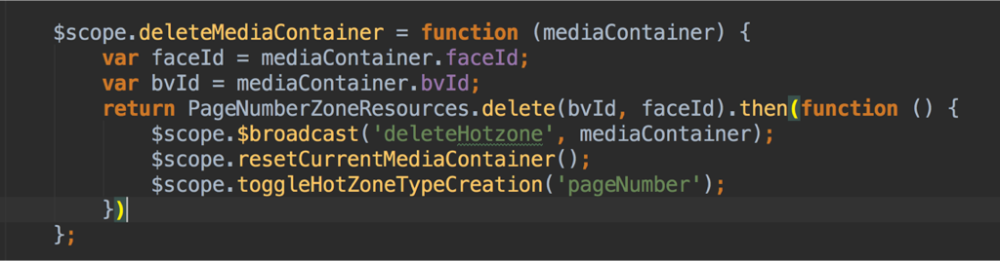 $scope.deleteMediaContainer = function (mediaContainer) {
    var faceId = mediaContainer.faceId;
    var bvId = mediaContainer.bvId;
    return PageNumberZoneResources.delete(bvId, faceId).then(function () {
        $scope.$broadcast('deleteHotzone', mediaContainer);
        $scope.resetCurrentMediaContainer();
        $scope.toggleHotZoneTypeCreation('pageNumber');
    })
};